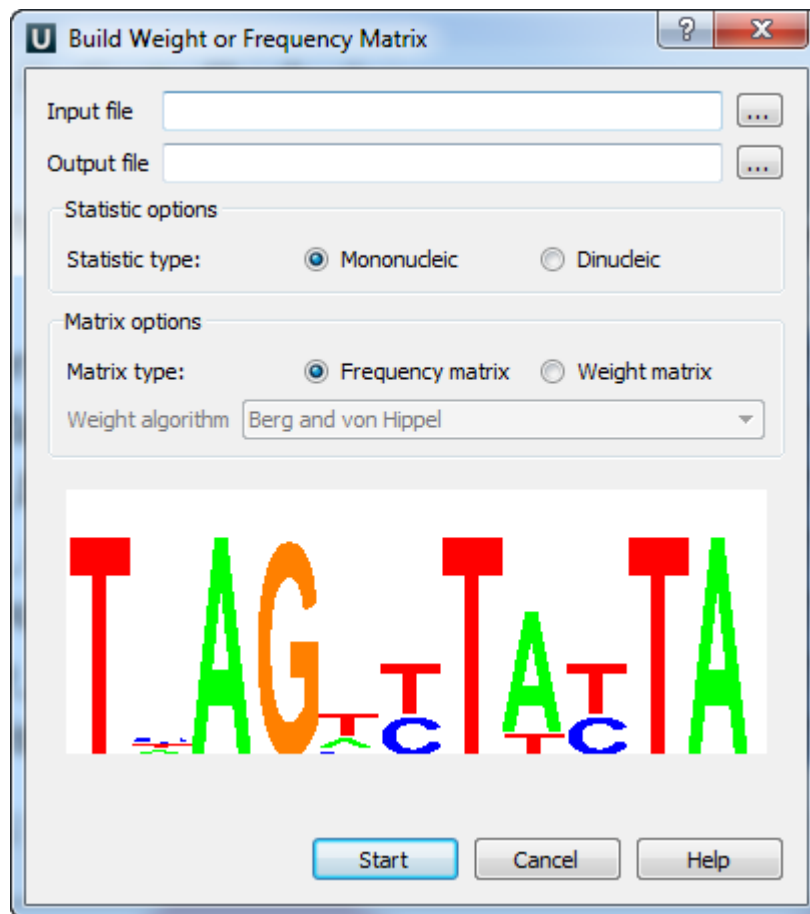 U Build Weight or Frequency Matrix ? X
Input file ...
Output file ...
Statistic options
Statistic type: Mononucleic Dinucleic
Matrix options
Matrix type: Frequency matrix Weight matrix
Weight algorithm Berg and von Hippel
T A G T A C T C T A T T C T A
Start Cancel Help